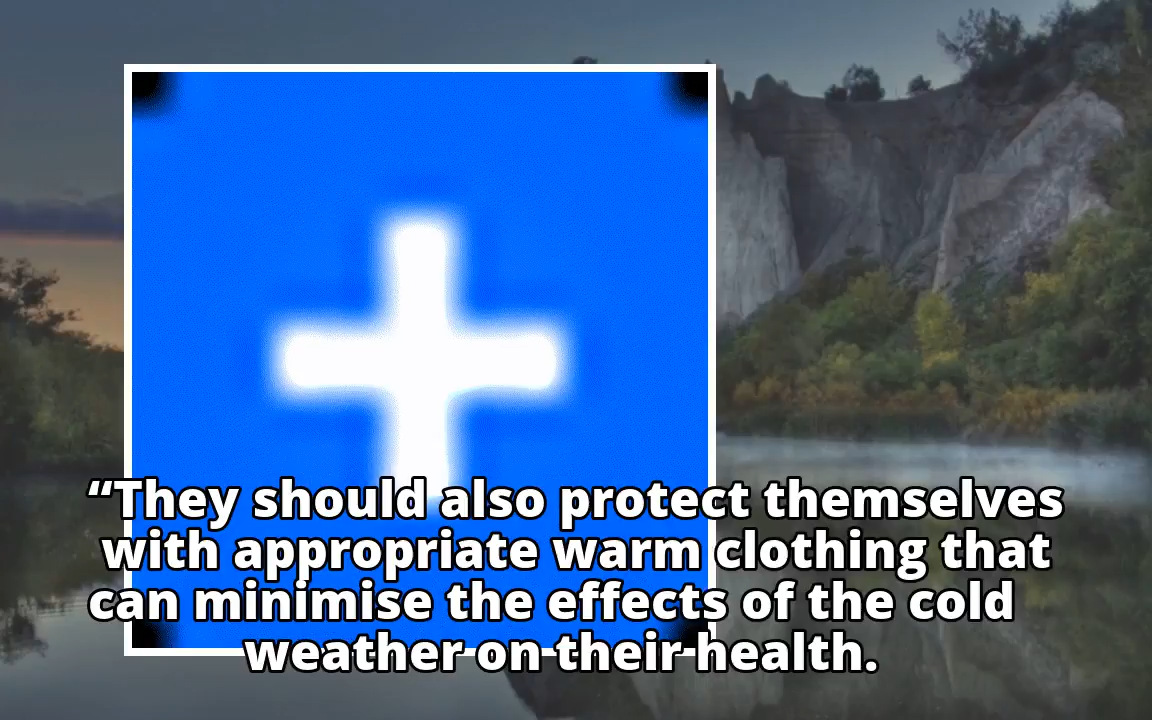 “They should also protect themselves
with appropriate warm clothing that
can minimise the effects of the cold
weather on their health.